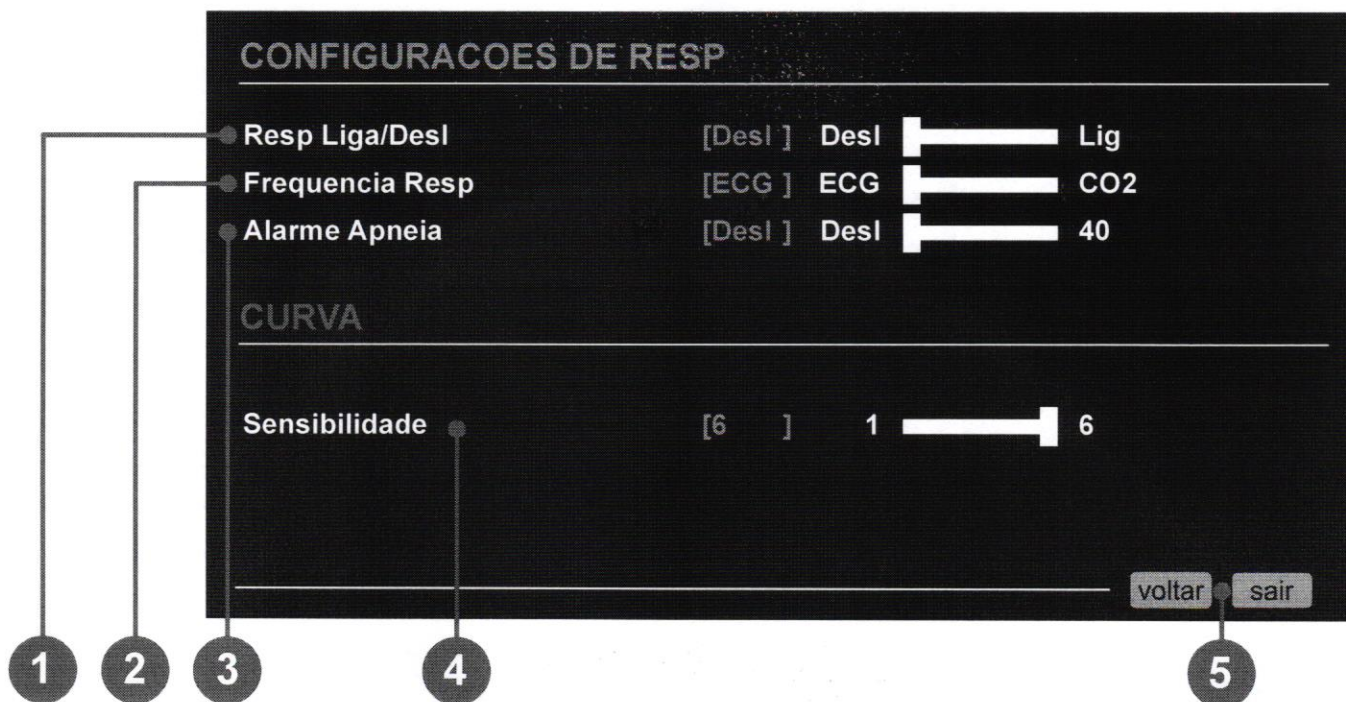 CONFIGURACOES DE RESP
Resp Liga/Desl [Desl ] Desl Lig
Frequencia Resp [ECG ] ECG CO2
Alarme Apneia [Desl ] Desl 40
CURVA
Sensibilidade [6 ] 1 6
voltar sair
1 2 3 4 5